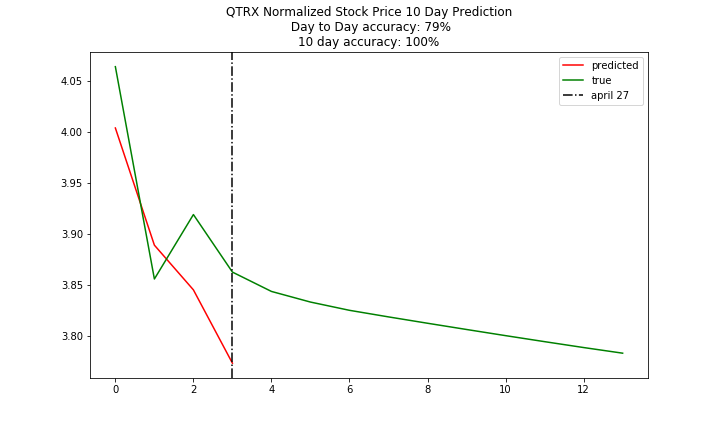 QTRX Normalized Stock Price 10 Day Prediction
Day to Day accuracy: 79%
10 day accuracy: 100%
predicted
true
april 27
4.05
4.00
3.95
3.90
3.85
3.80
0 2 4 6 8 10 12